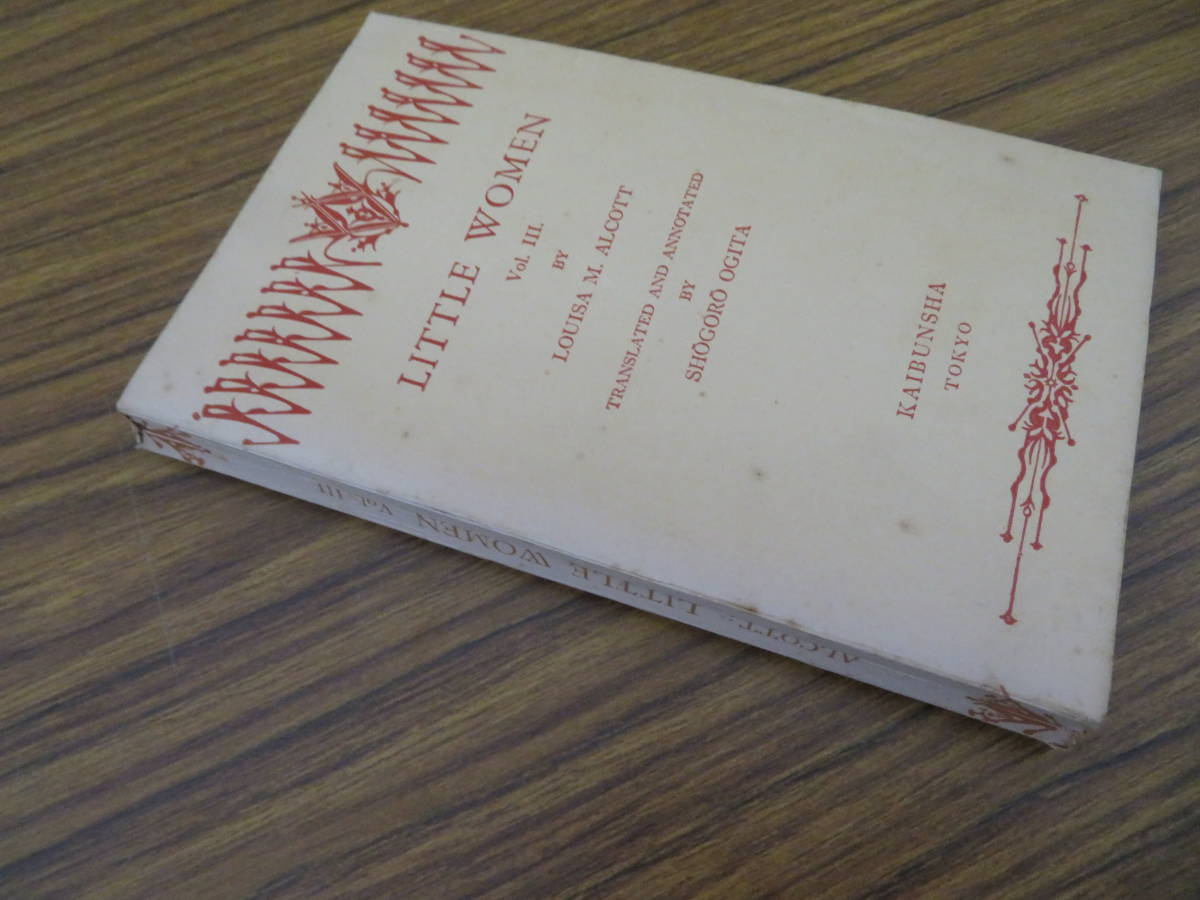 LITTLE WOMEN
Vol. III.
BY
LOUISA M. ALCOTT
TRANSLATED AND ANNOTATED
BY
SHŌGORŌ OGITA
KAIBUNSHA
TOKYO
ALCOTT: LITTLE WOMEN Vol. III